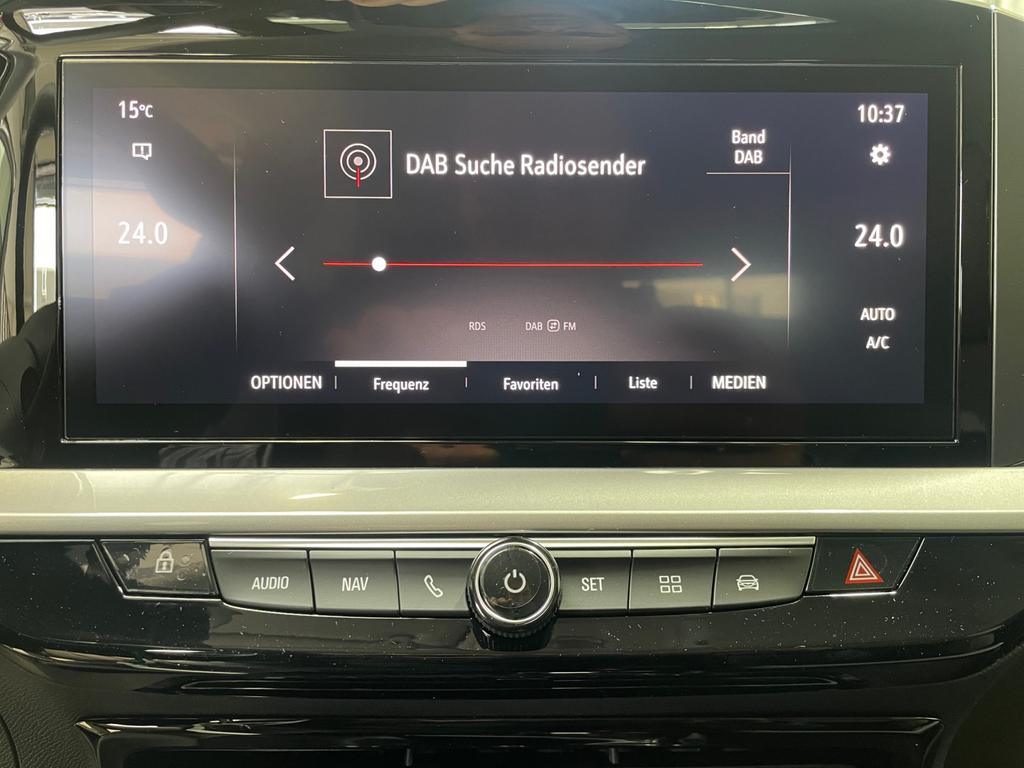 15°C
10:37
Band
DAB
DAB Suche Radiosender
24.0
24.0
AUTO
A/C
RDS
DAB FM
OPTIONEN
Frequenz
Favoriten
Liste
MEDIEN
AUDIO
NAV
SET